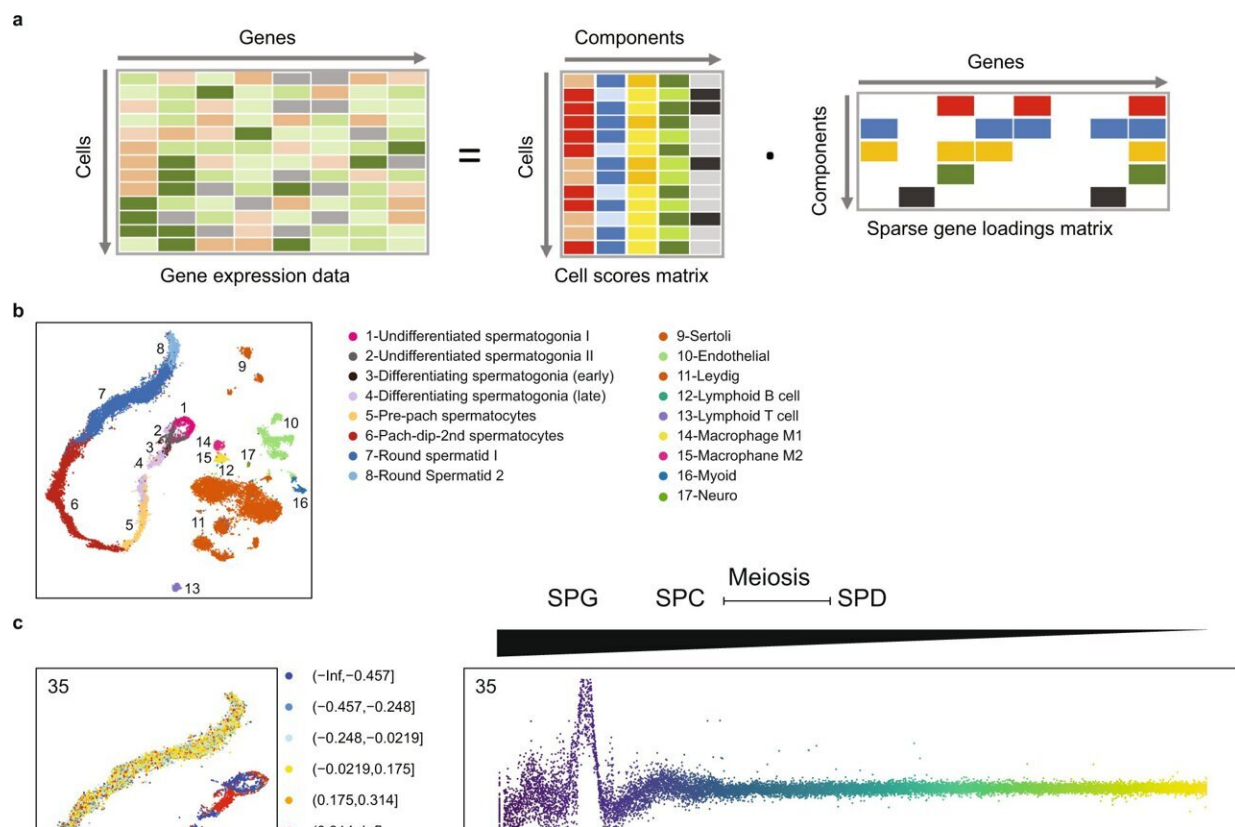 a
Genes
Components
Genes
Cells
=
Cells
.
Components
Gene expression data
Cell scores matrix
Sparse gene loadings matrix
b
8
7
9
1
2
3
4
14
15
17
10
12
16
6
5
11
13
1-Undifferentiated spermatogonia I
2-Undifferentiated spermatogonia II
3-Differentiating spermatogonia (early)
4-Differentiating spermatogonia (late)
5-Pre-pach spermatocytes
6-Pach-dip-2nd spermatocytes
7-Round spermatid I
8-Round Spermatid 2
9-Sertoli
10-Endothelial
11-Leydig
12-Lymphoid B cell
13-Lymphoid T cell
14-Macrophage M1
15-Macrophane M2
16-Myoid
17-Neuro
Meiosis
SPG SPC SPD
c
35
(−Inf,−0.457]
(−0.457,−0.248]
(−0.248,−0.0219]
(−0.0219,0.175]
(0.175,0.314]
35